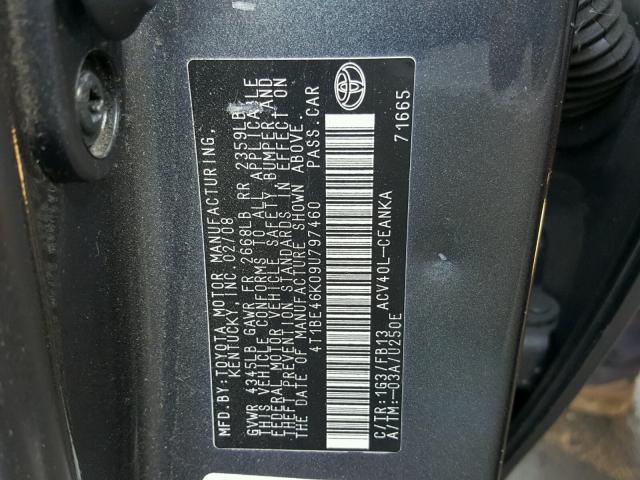 MFD.BY:TOYOTA MOTOR MANUFACTURING,
KENTUCKY,INC. 02/08
GVWR 4345LB GAWR FR 2668LB RR 2359LB
THIS VEHICLE CONFORMS TO ALL APPLICABLE
FEDERAL MOTOR VEHICLE SAFETY, BUMPER AND
THEFT PREVENTION STANDARDS IN EFFECT ON
THE DATE OF MANUFACTURE SHOWN ABOVE.
4T1BE46K09U797460 PASS.CAR
C/TR:1G3/FB13 ACV40L-CEANKA
A/TM:-03A/U250E 71665